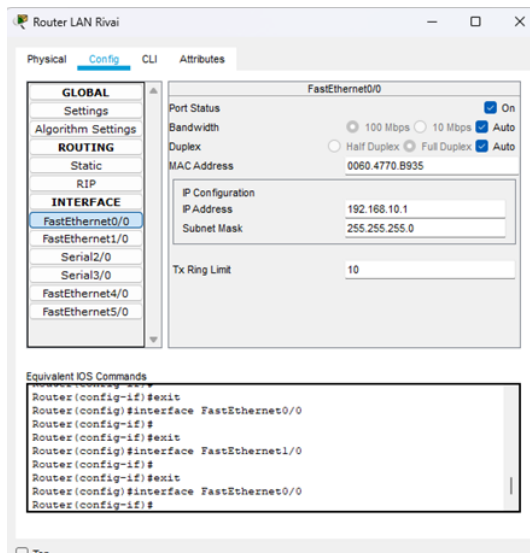 Router LAN Rivai
Physical Config CLI Attributes
GLOBAL
Settings
Algorithm Settings
ROUTING
Static
RIP
INTERFACE
FastEthernet0/0
FastEthernet1/0
Serial2/0
Serial3/0
FastEthernet4/0
FastEthernet5/0
FastEthernet0/0
Port Status On
Bandwidth 100 Mbps 10 Mbps Auto
Duplex Half Duplex Full Duplex Auto
MAC Address 0060.4770.B935
IP Configuration
IP Address 192.168.10.1
Subnet Mask 255.255.255.0
Tx Ring Limit 10
Equivalent IOS Commands
Router(config-if)#
Router(config-if)#exit
Router(config)#interface FastEthernet0/0
Router(config-if)#
Router(config-if)#exit
Router(config)#interface FastEthernet1/0
Router(config-if)#
Router(config-if)#exit
Router(config)#interface FastEthernet0/0
Router(config-if)#